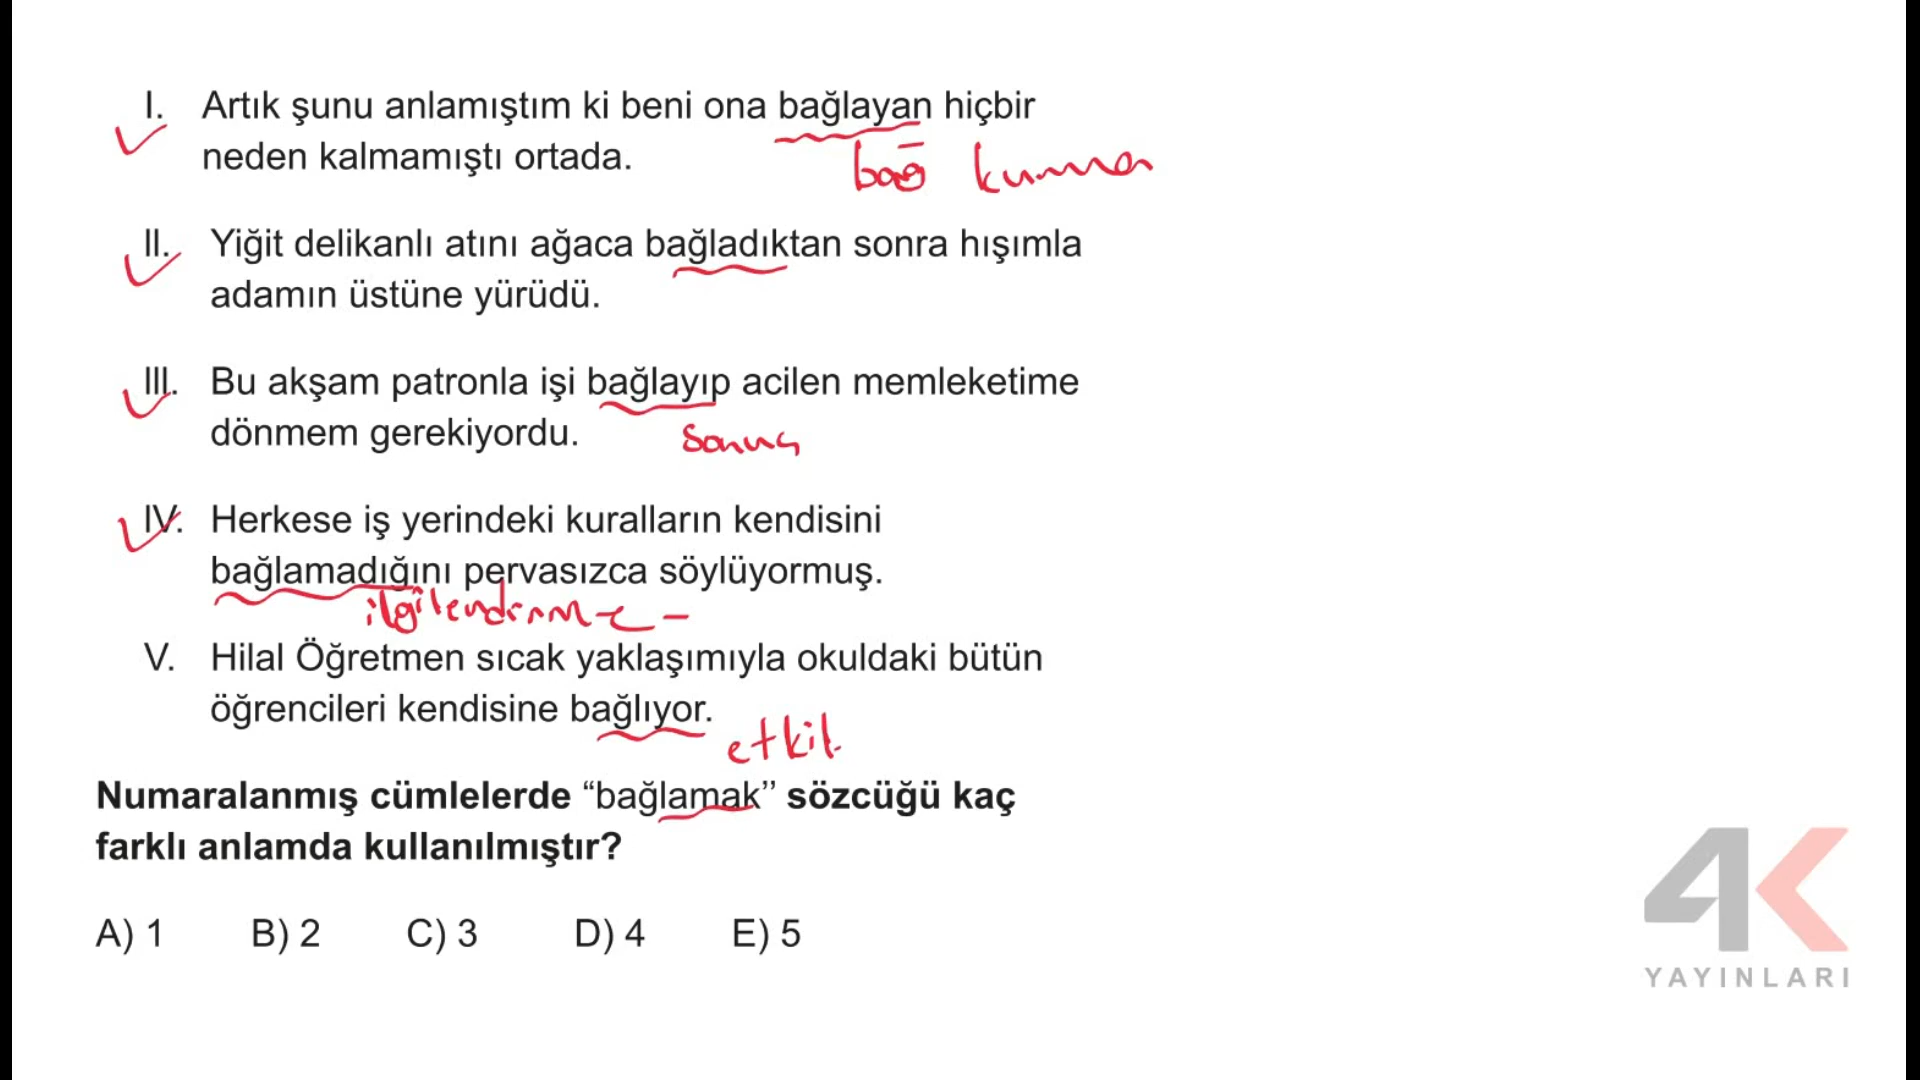 I. Artık şunu anlamıştım ki beni ona bağlayan hiçbir
neden kalmamıştı ortada.
bağ kurma
II. Yiğit delikanlı atını ağaca bağladıktan sonra hışımla
adamın üstüne yürüdü.
III. Bu akşam patronla işi bağlayıp acilen memleketime
dönmem gerekiyordu.
sonuç
IV. Herkese iş yerindeki kuralların kendisini
bağlamadığını pervasızca söylüyormuş.
ilgilendirme -
V. Hilal Öğretmen sıcak yaklaşımıyla okuldaki bütün
öğrencileri kendisine bağlıyor.
etkil.
Numaralanmış cümlelerde “bağlamak’’ sözcüğü kaç
farklı anlamda kullanılmıştır?
A) 1 B) 2 C) 3 D) 4 E) 5
4K
YAYINLARI